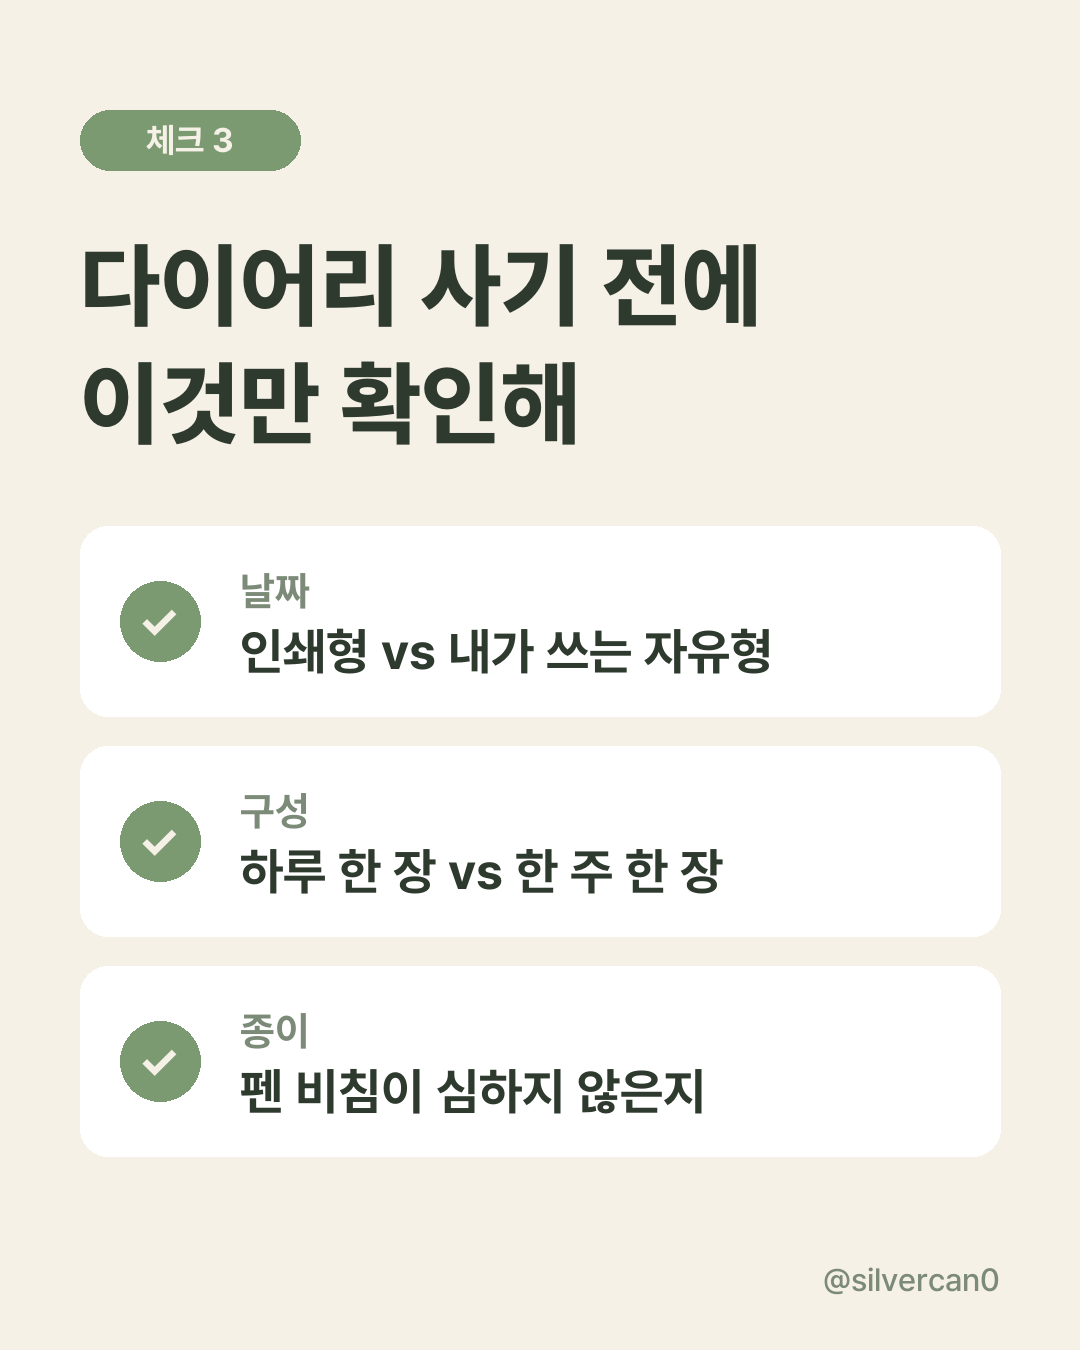 체크 3
다이어리 사기 전에
이것만 확인해
날짜
인쇄형 vs 내가 쓰는 자유형
구성
하루 한 장 vs 한 주 한 장
종이
펜 비침이 심하지 않은지
@silvercan0